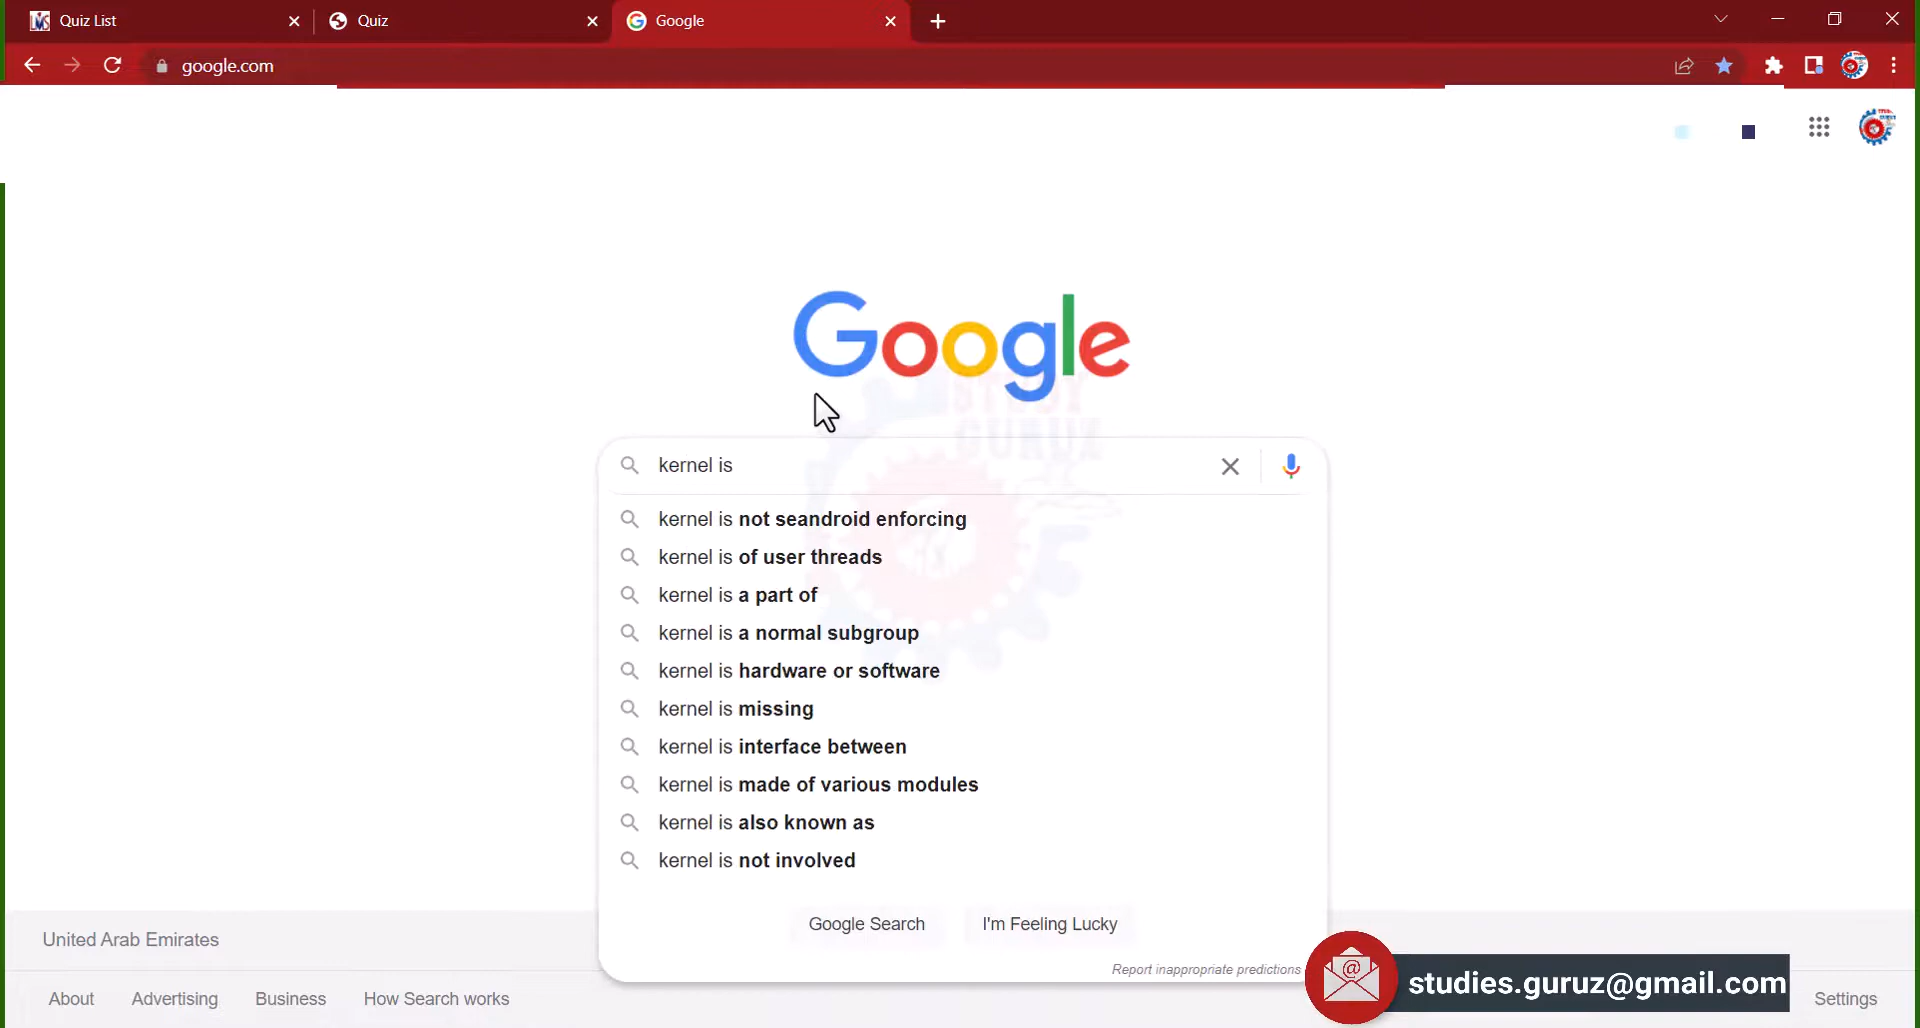 Quiz List
Quiz
Google
google.com
Google
STUDY
GURUZ
kernel is
kernel is not seandroid enforcing
kernel is of user threads
kernel is a part of
kernel is a normal subgroup
kernel is hardware or software
kernel is missing
kernel is interface between
kernel is made of various modules
kernel is also known as
kernel is not involved
Google Search
I'm Feeling Lucky
Report inappropriate predictions
United Arab Emirates
About
Advertising
Business
How Search works
@
studies.guruz@gmail.com
Settings